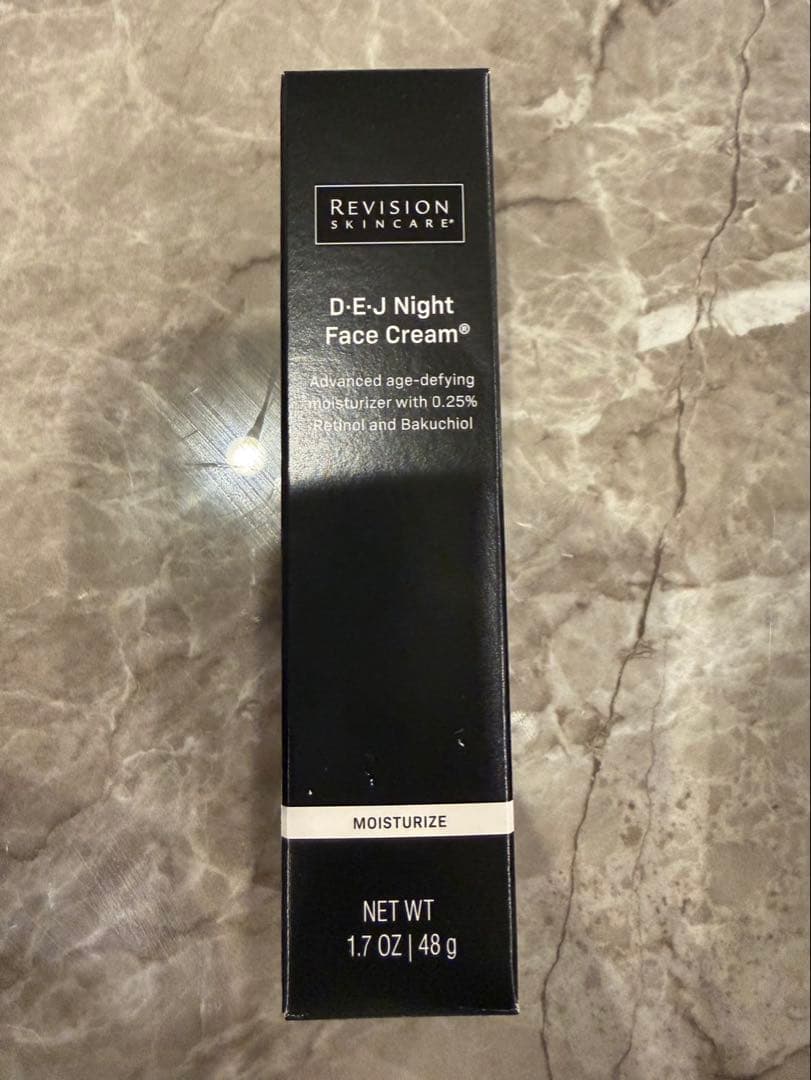 REVISION
SKINCARE®
D·E·J Night
Face Cream®
Advanced age-defying
moisturizer with 0.25%
Retinol and Bakuchiol
MOISTURIZE
NET WT
1.7 OZ | 48 g